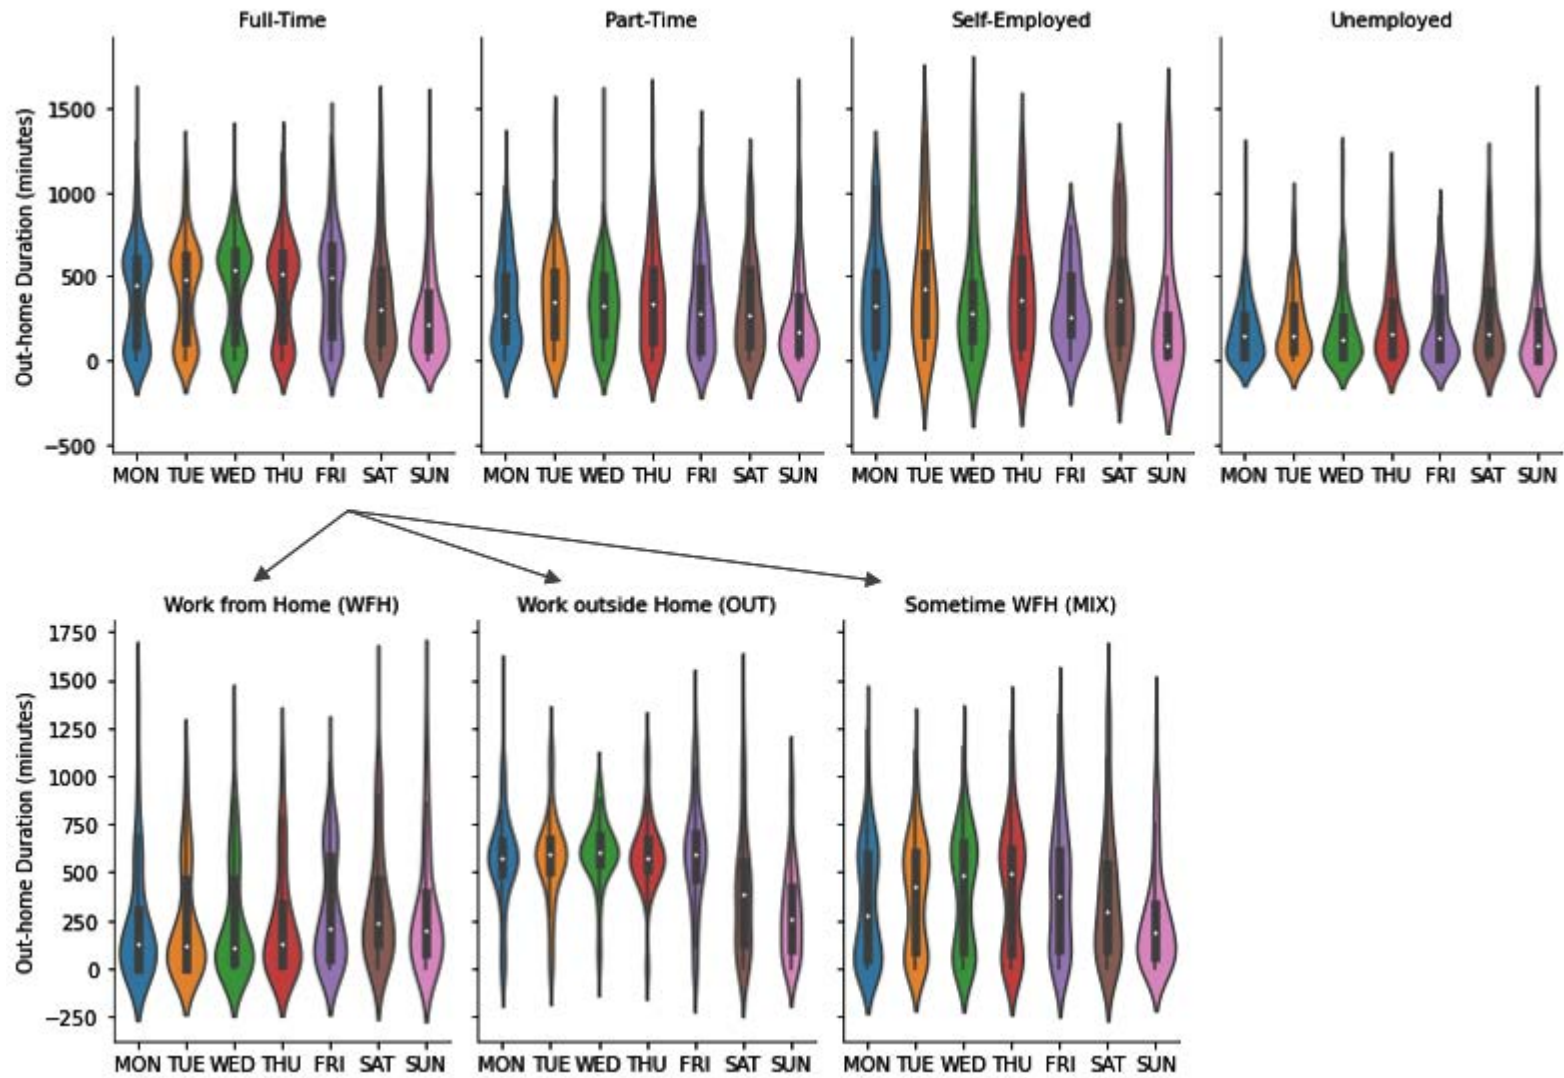 Full-Time Part-Time Self-Employed Unemployed
Out-home Duration (minutes)
1500
1000
500
0
−500
MON TUE WED THU FRI SAT SUN MON TUE WED THU FRI SAT SUN MON TUE WED THU FRI SAT SUN MON TUE WED THU FRI SAT SUN
Work from Home (WFH) Work outside Home (OUT) Sometime WFH (MIX)
Out-home Duration (minutes)
1750
1500
1250
1000
750
500
250
0
−250
MON TUE WED THU FRI SAT SUN MON TUE WED THU FRI SAT SUN MON TUE WED THU FRI SAT SUN